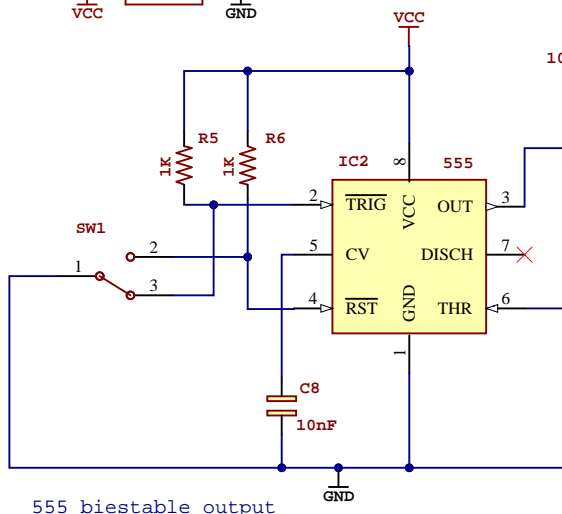 VCC
GND
VCC
10
R5
R6
1K
1K
IC2
8
555
2
TRIG
VCC
OUT
3
SW1
2
5
CV
DISCH
7
1
3
4
RST
GND
THR
6
1
C8
10nF
GND
555 biestable output